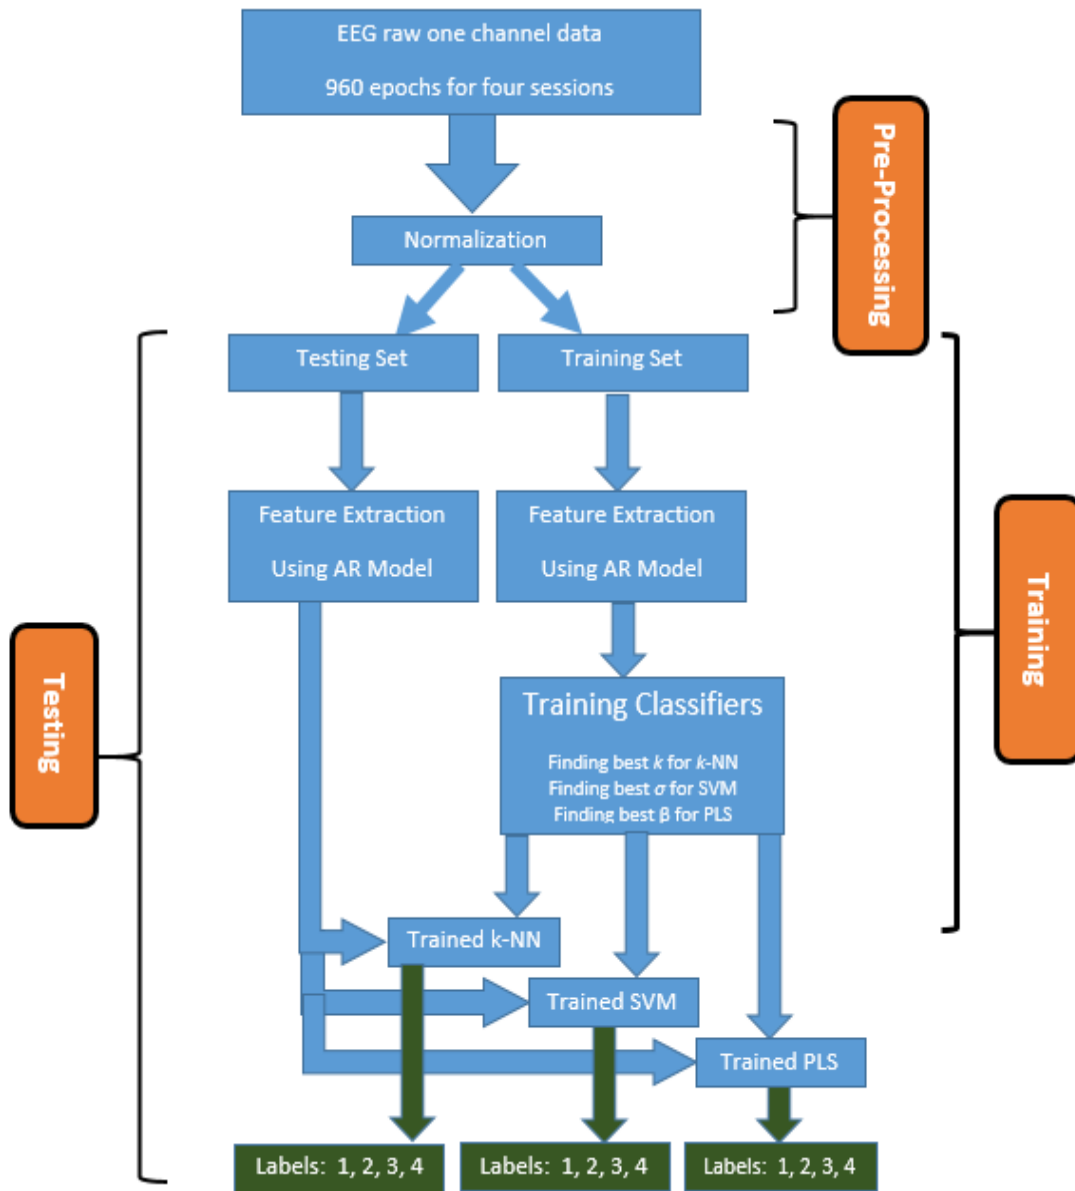 EEG raw one channel data
960 epochs for four sessions
Pre-Processing
Normalization
Testing Set
Training Set
Feature Extraction
Using AR Model
Feature Extraction
Using AR Model
Training
Testing
Training Classifiers
Finding best k for k-NN
Finding best σ for SVM
Finding best β for PLS
Trained k-NN
Trained SVM
Trained PLS
Labels: 1, 2, 3, 4
Labels: 1, 2, 3, 4
Labels: 1, 2, 3, 4